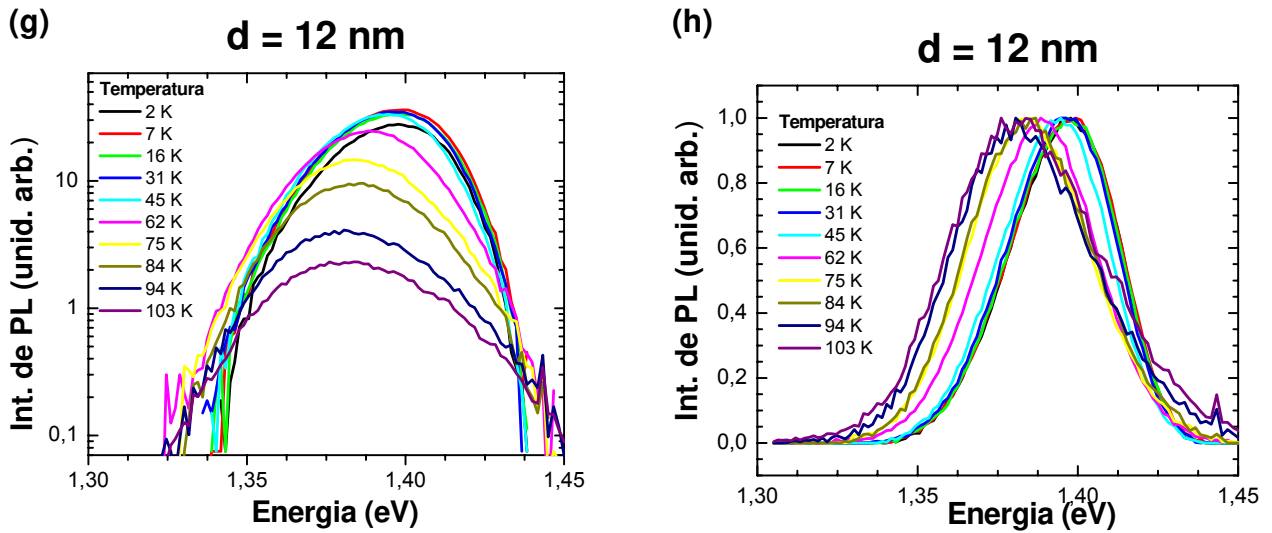 (g)
d = 12 nm
Int. de PL (unid. arb.)
10
1
0,1
Temperatura
2 K
7 K
16 K
31 K
45 K
62 K
75 K
84 K
94 K
103 K
1,30
1,35
1,40
1,45
Energia (eV)
(h)
d = 12 nm
Int. de PL (unid. arb.)
1,0
0,8
0,6
0,4
0,2
0,0
Temperatura
2 K
7 K
16 K
31 K
45 K
62 K
75 K
84 K
94 K
103 K
1,30
1,35
1,40
1,45
Energia (eV)